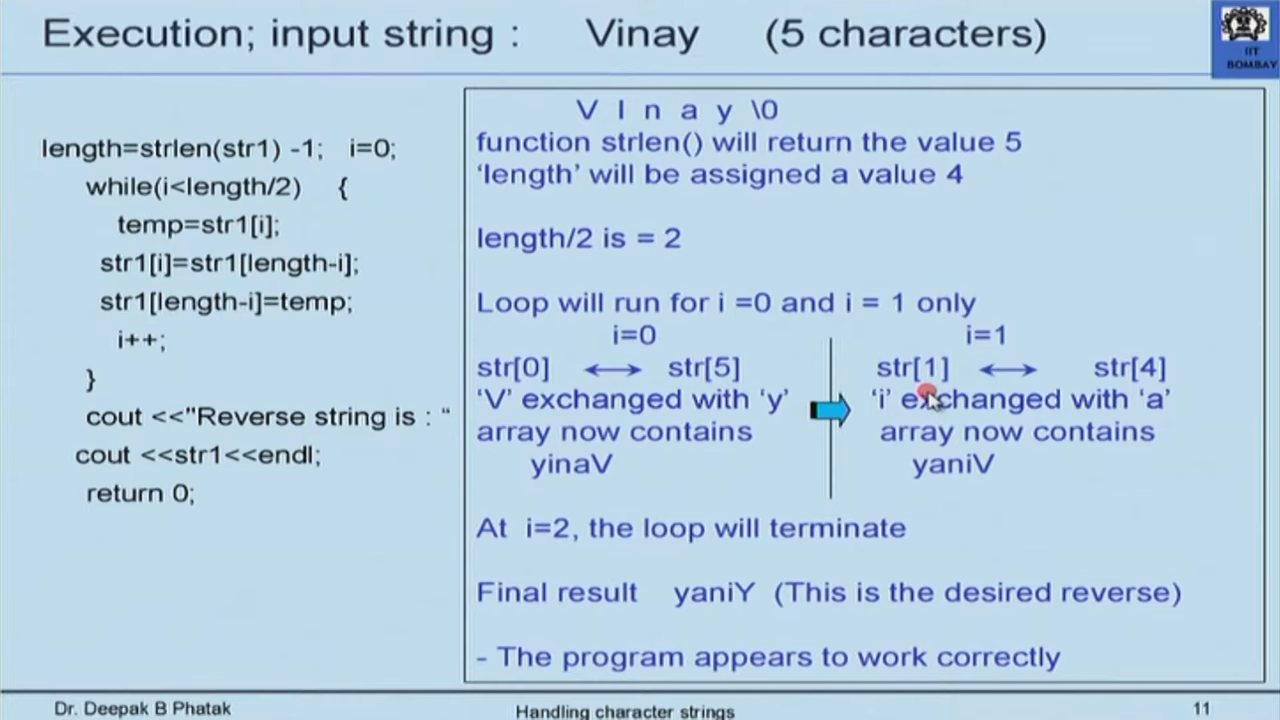 Execution; input string : Vinay (5 characters)
IIT
BOMBAY
length=strlen(str1) -1; i=0;
while(i<length/2) {
temp=str1[i];
str1[i]=str1[length-i];
str1[length-i]=temp;
i++;
}
cout <<"Reverse string is : “
cout <<str1<<endl;
return 0;
V I n a y \0
function strlen() will return the value 5
‘length’ will be assigned a value 4
length/2 is = 2
Loop will run for i =0 and i = 1 only
i=0
str[0] ⟷ str[5]
‘V’ exchanged with ‘y’
array now contains
yinaV
i=1
str[1] ⟷ str[4]
‘i’ exchanged with ‘a’
array now contains
yaniV
At i=2, the loop will terminate
Final result yaniY (This is the desired reverse)
- The program appears to work correctly
Dr. Deepak B Phatak Handling character strings 11